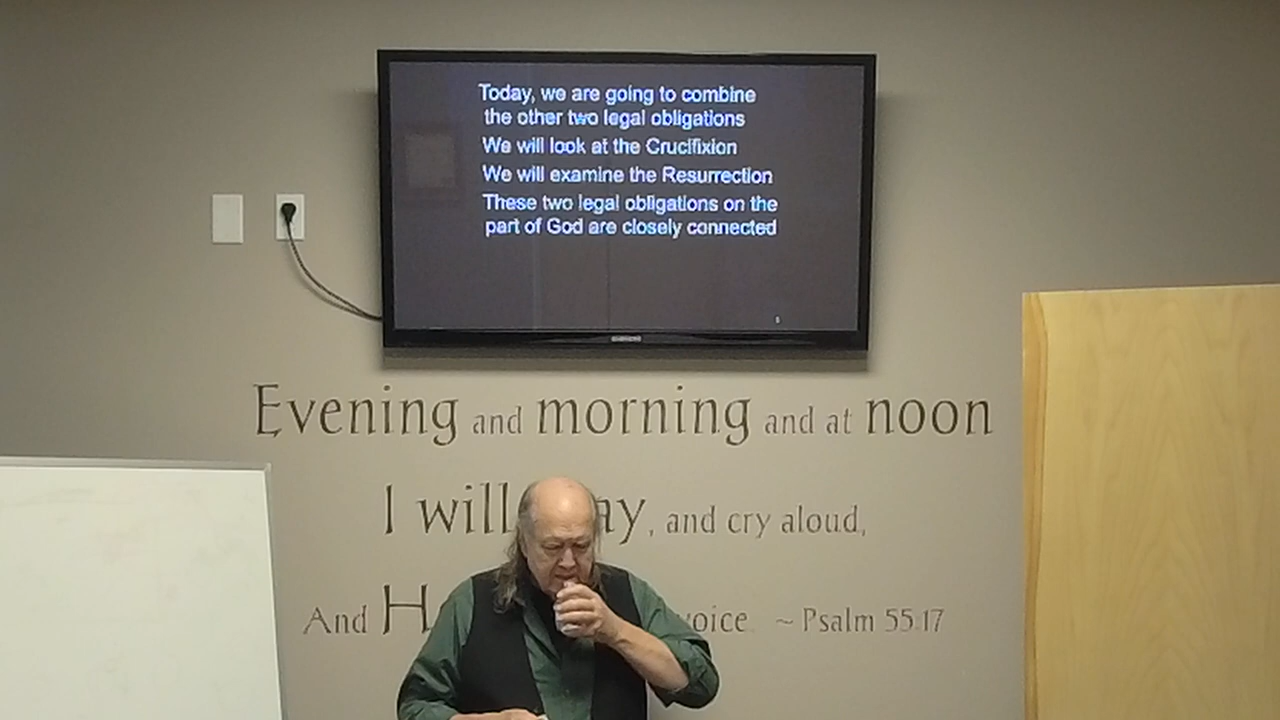 Today, we are going to combine
the other two legal obligations
We will look at the Crucifixion
We will examine the Resurrection
These two legal obligations on the
part of God are closely connected
Evening and morning and at noon
I will ay, and cry aloud,
And H voice. ~ Psalm 55:17